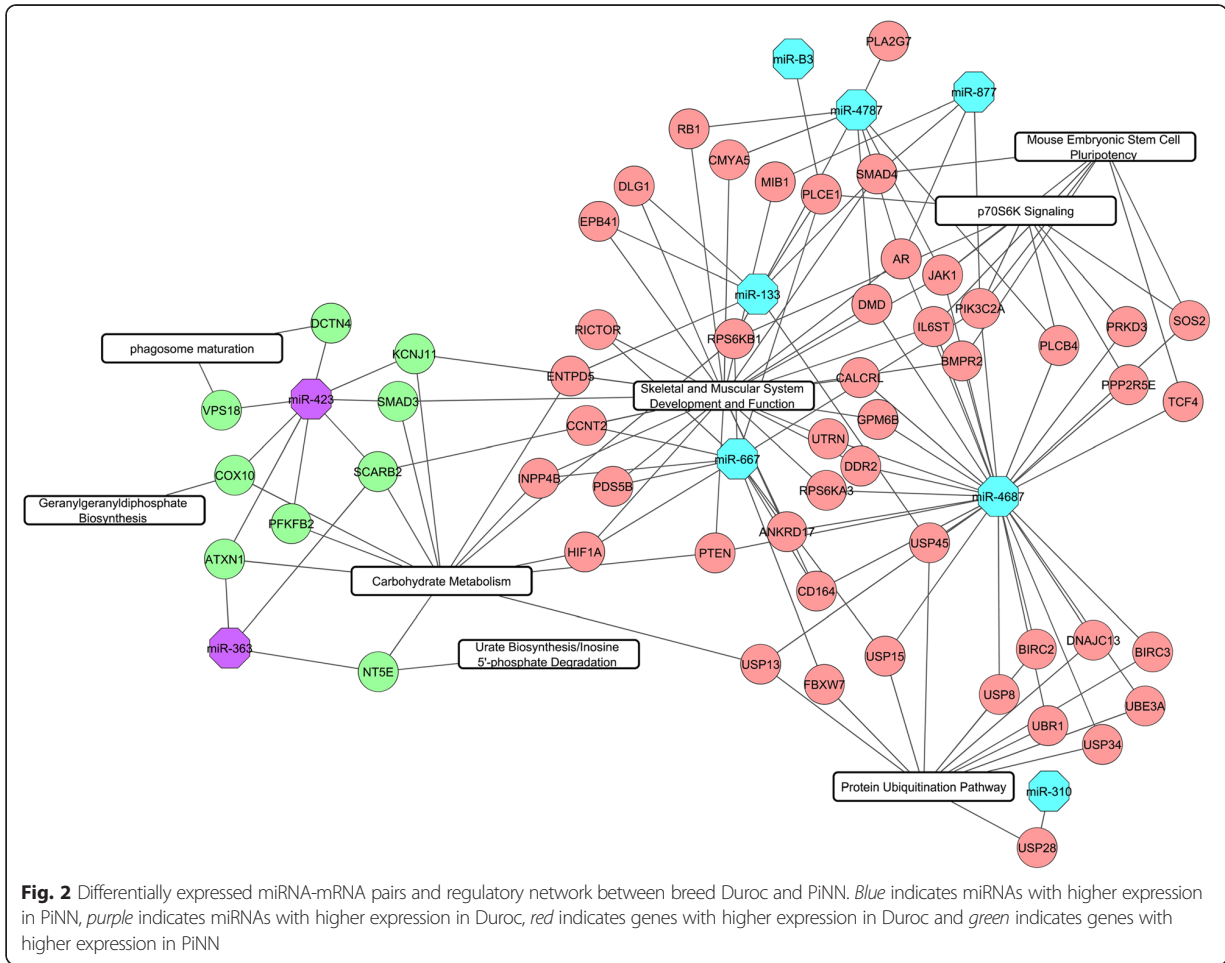 PLA2G7
miR-B3
miR-877
miR-4787
RB1
CMYA5
Mouse Embryonic Stem Cell
Pluripotency
SMAD4
MIB1
DLG1
PLCE1
p70S6K Signaling
EPB41
AR
JAK1
miR-133
DMD
PIK3C2A
DCTN4
IL6ST
PRKD3
SOS2
RICTOR
RPS6KB1
PLCB4
phagosome maturation
KCNJ11
BMPR2
ENTPD5
CALCRL
PPP2R5E
Skeletal and Muscular System
Development and Function
miR-423
SMAD3
TCF4
VPS18
CCNT2
GPM6B
UTRN
miR-667
SCARB2
DDR2
COX10
INPP4B
PDS5B
RPS6KA3
miR-4687
Geranylgeranyldiphosphate
Biosynthesis
PFKFB2
ANKRD17
USP45
HIF1A
PTEN
ATXN1
Carbohydrate Metabolism
CD164
miR-363
Urate Biosynthesis/Inosine
5'-phosphate Degradation
NT5E
USP13
USP15
BIRC2
DNAJC13
BIRC3
FBXW7
USP8
UBE3A
UBR1
USP34
Protein Ubiquitination Pathway
miR-310
USP28
Fig. 2 Differentially expressed miRNA-mRNA pairs and regulatory network between breed Duroc and PiNN. Blue indicates miRNAs with higher expression
in PiNN, purple indicates miRNAs with higher expression in Duroc, red indicates genes with higher expression in Duroc and green indicates genes with
higher expression in PiNN